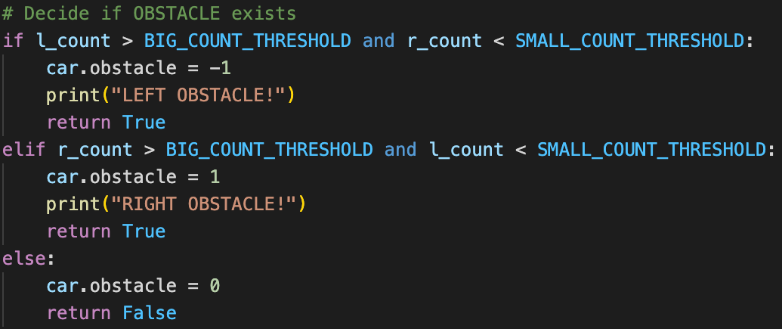 # Decide if OBSTACLE exists
if l_count > BIG_COUNT_THRESHOLD and r_count < SMALL_COUNT_THRESHOLD:
    car.obstacle = -1
    print("LEFT OBSTACLE!")
    return True
elif r_count > BIG_COUNT_THRESHOLD and l_count < SMALL_COUNT_THRESHOLD:
    car.obstacle = 1
    print("RIGHT OBSTACLE!")
    return True
else:
    car.obstacle = 0
    return False